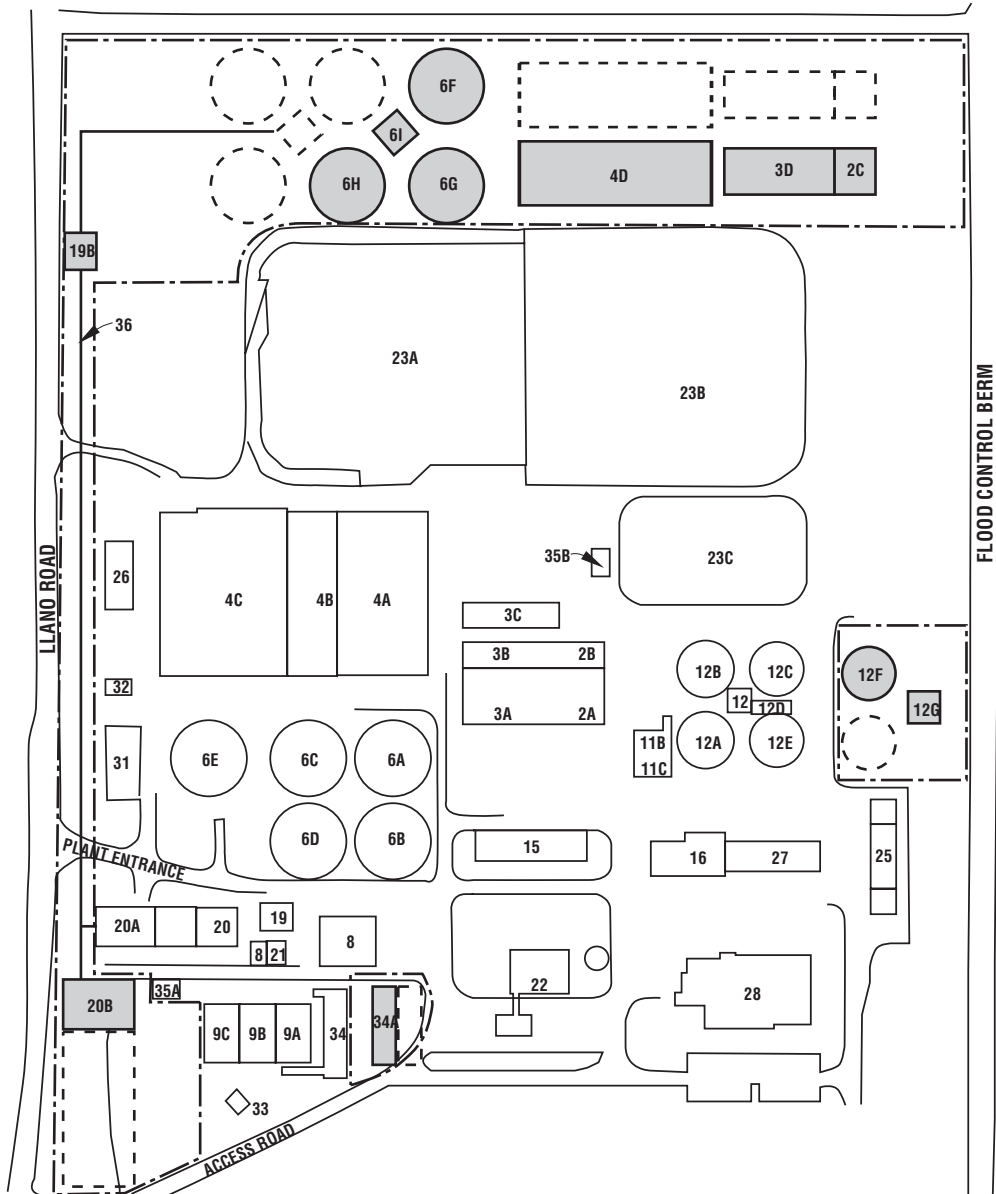 6F
6I
6H
6G
4D
3D
2C
19B
36
23A
23B
FLOOD CONTROL BERM
LLANO ROAD
26
4C
4B
4A
35B
23C
3C
3B
2B
3A
2A
32
12B
12C
12
12D
12A
12E
12F
12G
11B
11C
31
6E
6C
6A
6D
6B
PLANT ENTRANCE
15
16
27
25
20A
20
19
8
21
8
22
28
20B
35A
9C
9B
9A
34
34A
33
ACCESS ROAD